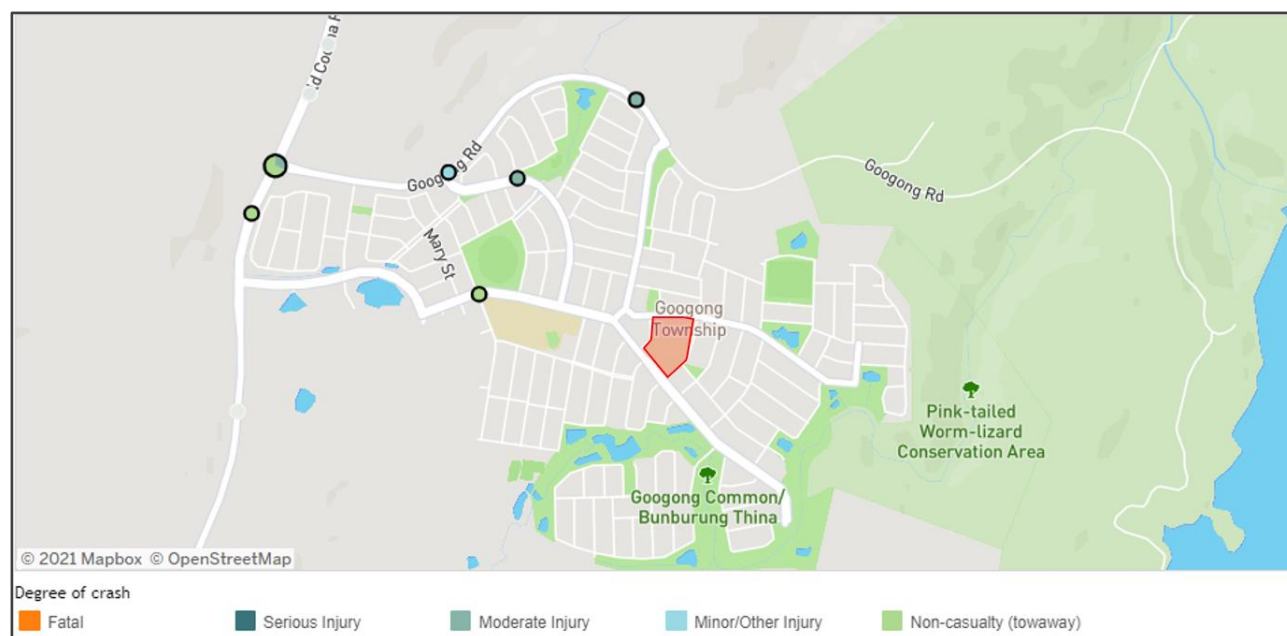 Googong Rd
Googong Rd
Mary St
Googong
Township
Pink-tailed
Worm-lizard
Conservation Area
Googong Common/
Bunburung Thina
© 2021 Mapbox © OpenStreetMap
Degree of crash
Fatal
Serious Injury
Moderate Injury
Minor/Other Injury
Non-casualty (towaway)